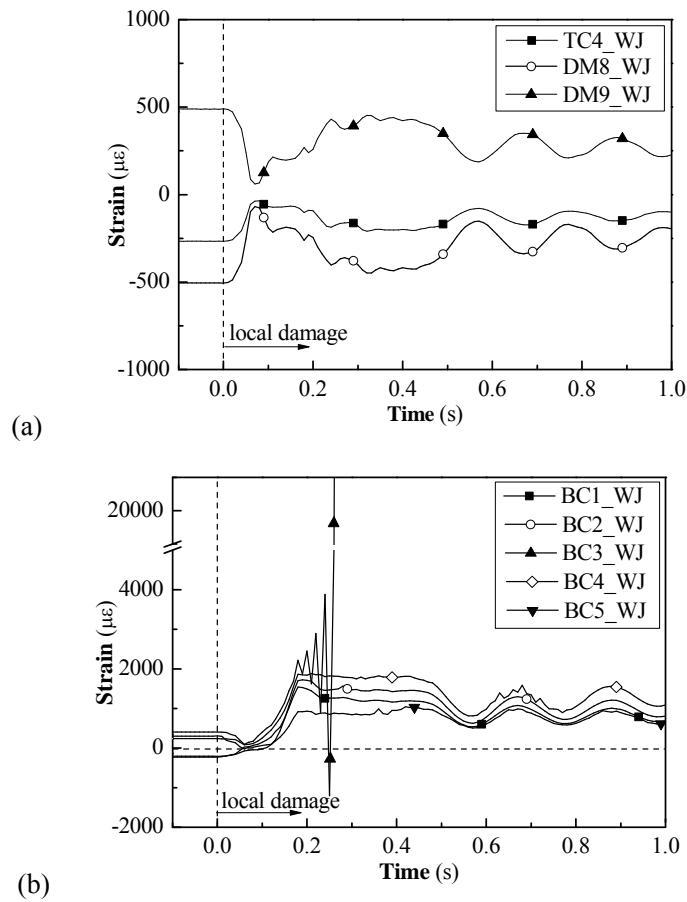 1000
500
0
-500
-1000
Strain (με)
TC4_WJ
DM8_WJ
DM9_WJ
local damage
0.0 0.2 0.4 0.6 0.8 1.0
Time (s)
(a)
20000
4000
2000
0
-2000
Strain (με)
BC1_WJ
BC2_WJ
BC3_WJ
BC4_WJ
BC5_WJ
local damage
0.0 0.2 0.4 0.6 0.8 1.0
Time (s)
(b)